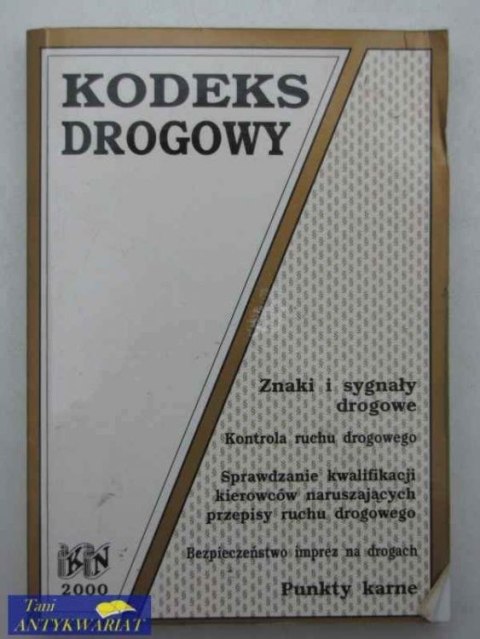 KODEKS
DROGOWY
Znaki i sygnały
drogowe
Kontrola ruchu drogowego
Sprawdzanie kwalifikacji
kierowców naruszających
przepisy ruchu drogowego
Bezpieczeństwo imprez na drogach
Punkty karne
2000
Tani
ANTYKWARIAT